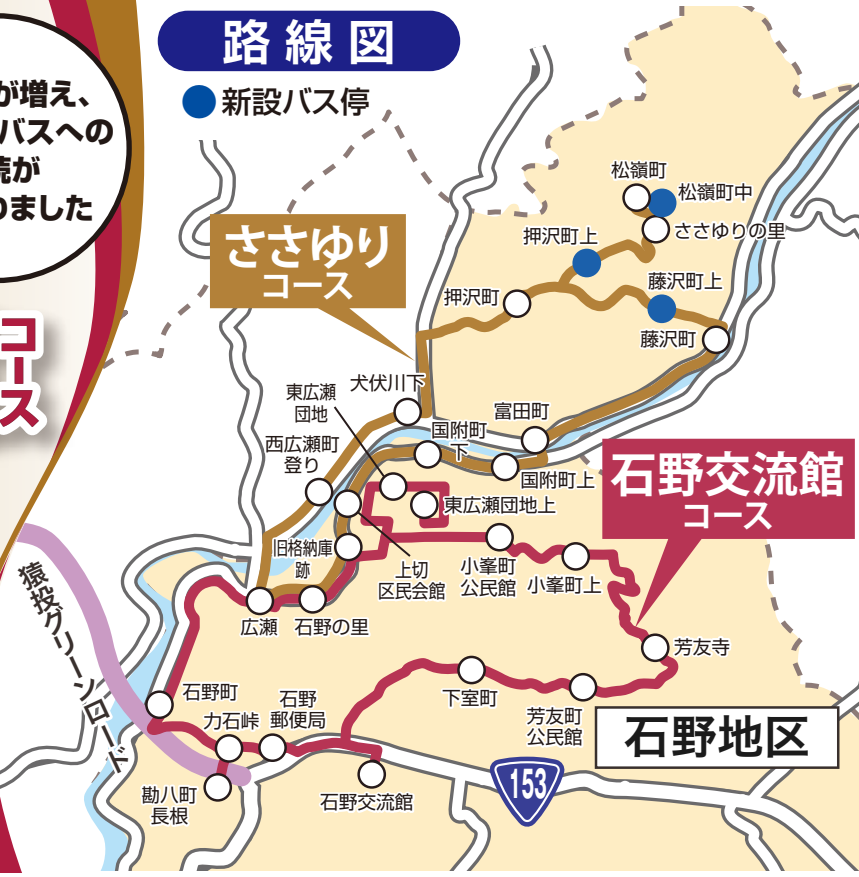 路線図
新設バス停
が増え、
バスへの
続が
りました
コース
ささゆり
コース
松嶺町
松嶺町中
ささゆりの里
押沢町上
藤沢町上
押沢町
藤沢町
犬伏川下
東広瀬
団地
富田町
国附町
下
西広瀬町
登り
国附町上
石野交流館
コース
東広瀬団地上
旧格納庫
跡
上切
区民会館
小峯町
公民館
小峯町上
広瀬
石野の里
芳友寺
猿投グリーンロード
石野町
下室町
芳友町
公民館
力石峠
石野
郵便局
石野地区
勘八町
長根
石野交流館
153